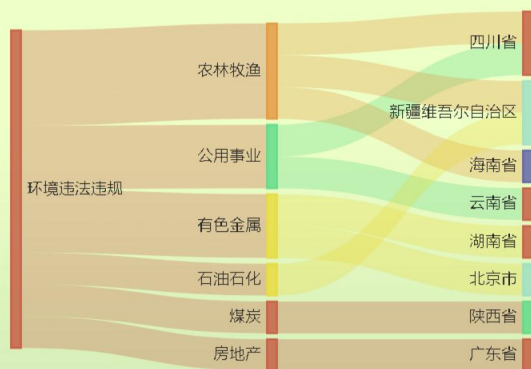 环境违法违规
农林牧渔
公用事业
有色金属
石油石化
煤炭
房地产
四川省
新疆维吾尔自治区
海南省
云南省
湖南省
北京市
陕西省
广东省